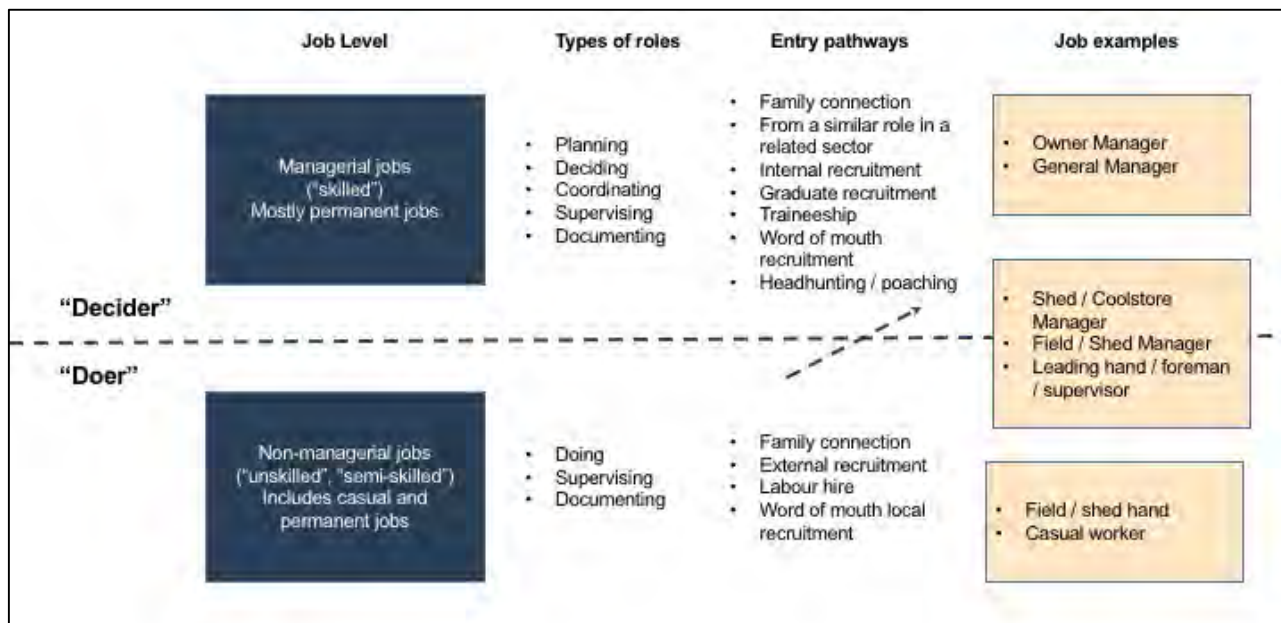 Job Level
Types of roles
Entry pathways
Job examples
Managerial jobs
(“skilled”)
Mostly permanent jobs
• Planning
• Deciding
• Coordinating
• Supervising
• Documenting
• Family connection
• From a similar role in a
related sector
• Internal recruitment
• Graduate recruitment
• Traineeship
• Word of mouth
recruitment
• Headhunting / poaching
• Owner Manager
• General Manager
“Decider”
• Shed / Coolstore
Manager
• Field / Shed Manager
• Leading hand / foreman
/ supervisor
“Doer”
Non-managerial jobs
(“unskilled”, “semi-skilled”)
Includes casual and
permanent jobs
• Doing
• Supervising
• Documenting
• Family connection
• External recruitment
• Labour hire
• Word of mouth local
recruitment
• Field / shed hand
• Casual worker